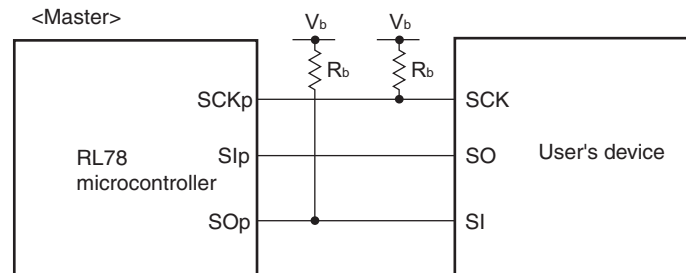 <Master>
Vb Vb
Rb Rb
SCKp SCK
SIp SO
RL78 microcontroller
User's device
SOp SI